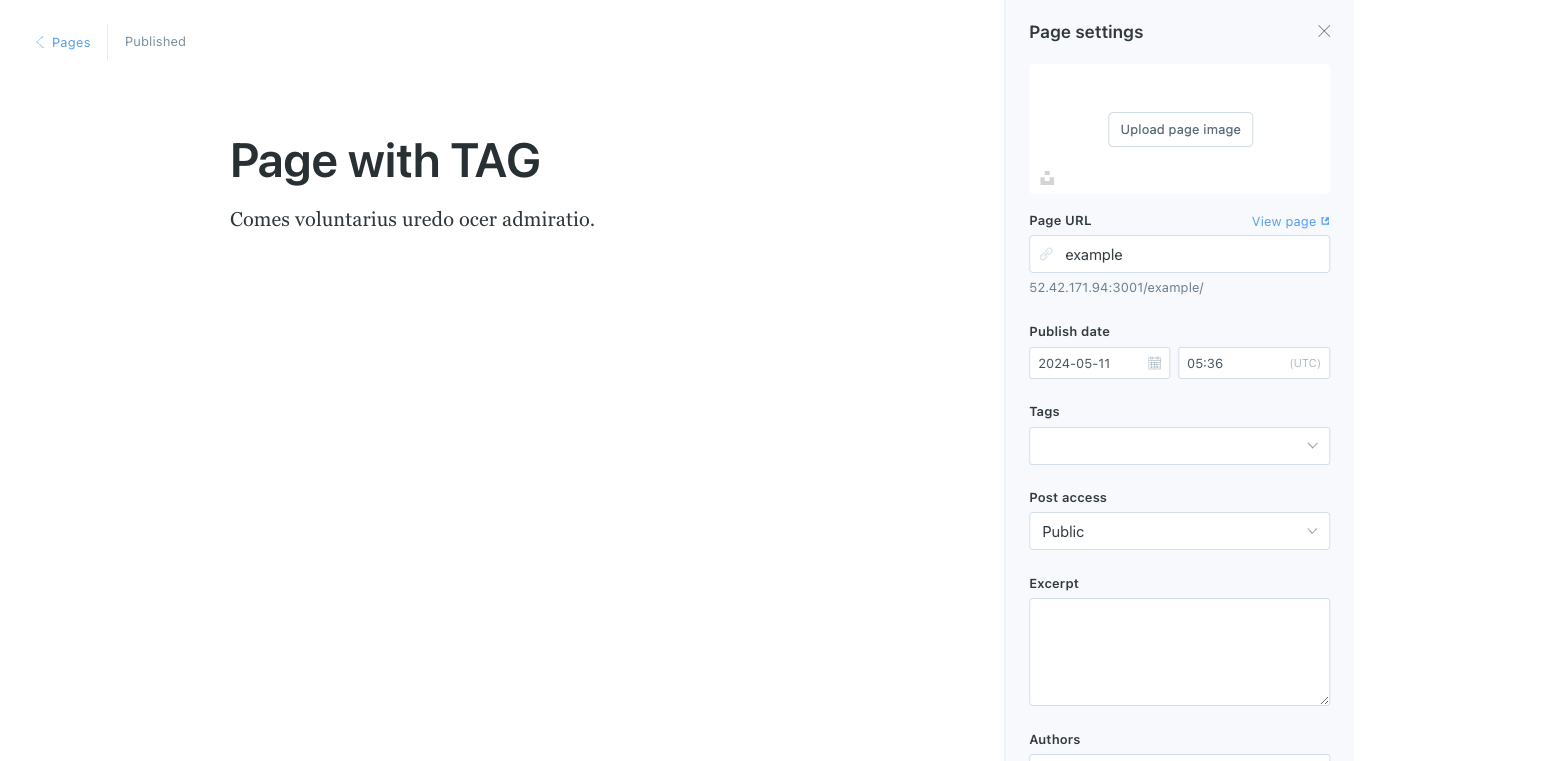 Pages
Published
Page with TAG
Comes voluntarius uredo ocer admiratio.
Page settings
Upload page image
Page URL
View page
example
52.42.171.94:3001/example/
Publish date
2024-05-11
05:36
(UTC)
Tags
Post access
Public
Excerpt
Authors